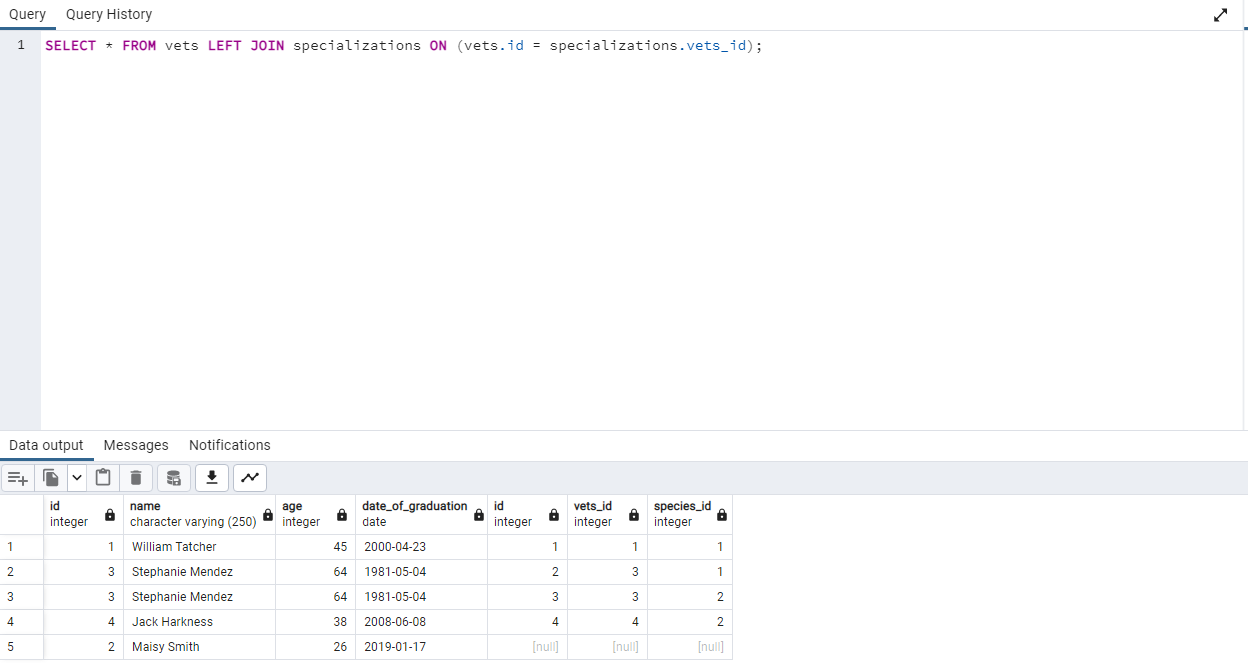 Query Query History
1 SELECT * FROM vets LEFT JOIN specializations ON (vets.id = specializations.vets_id);
Data output Messages Notifications
id name age date_of_graduation id vets_id species_id
integer character varying (250) integer date integer integer integer
1 1 William Tatcher 45 2000-04-23 1 1 1
2 3 Stephanie Mendez 64 1981-05-04 2 3 1
3 3 Stephanie Mendez 64 1981-05-04 3 3 2
4 4 Jack Harkness 38 2008-06-08 4 4 2
5 2 Maisy Smith 26 2019-01-17 [null] [null] [null]